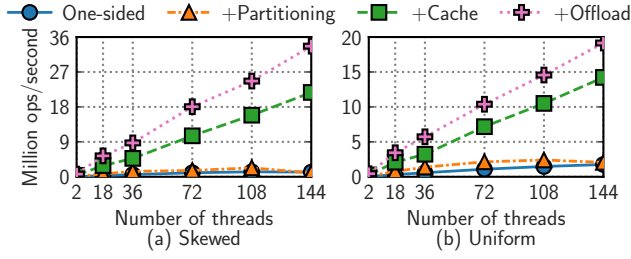 One-sided +Partitioning +Cache +Offload
Million ops/second
36
27
18
9
0
2 18 36 72 108 144
Number of threads
(a) Skewed
20
15
10
5
0
2 18 36 72 108 144
Number of threads
(b) Uniform